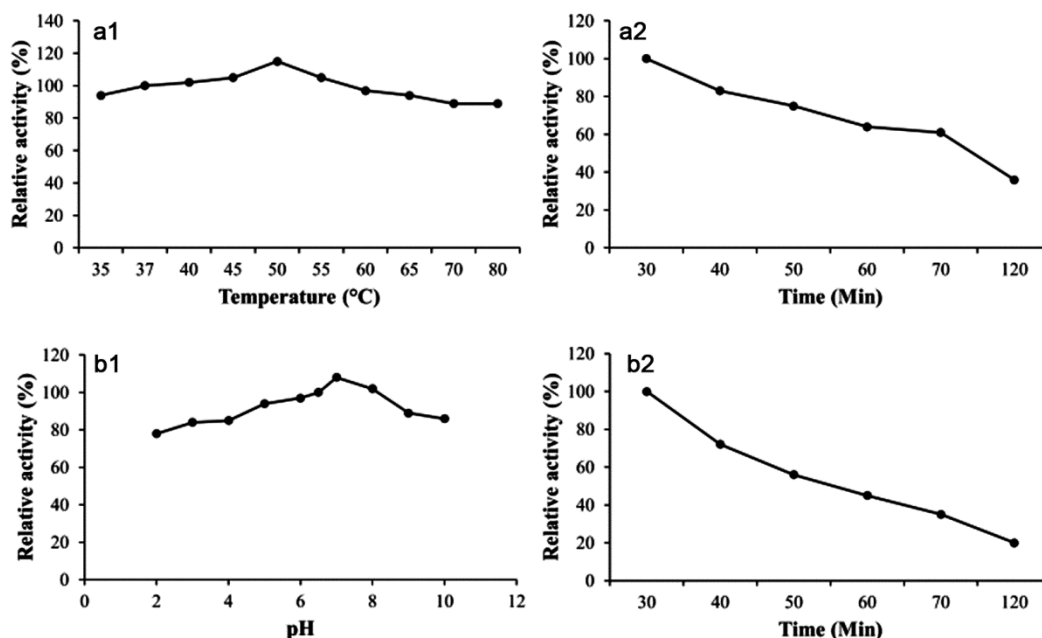 a1
Relative activity (%)
140
120
100
80
60
40
20
0
35 37 40 45 50 55 60 65 70 80
Temperature (°C)
a2
Relative activity (%)
120
100
80
60
40
20
0
30 40 50 60 70 120
Time (Min)
b1
Relative activity (%)
120
100
80
60
40
20
0
0 2 4 6 8 10 12
pH
b2
Relative activity (%)
120
100
80
60
40
20
0
30 40 50 60 70 120
Time (Min)